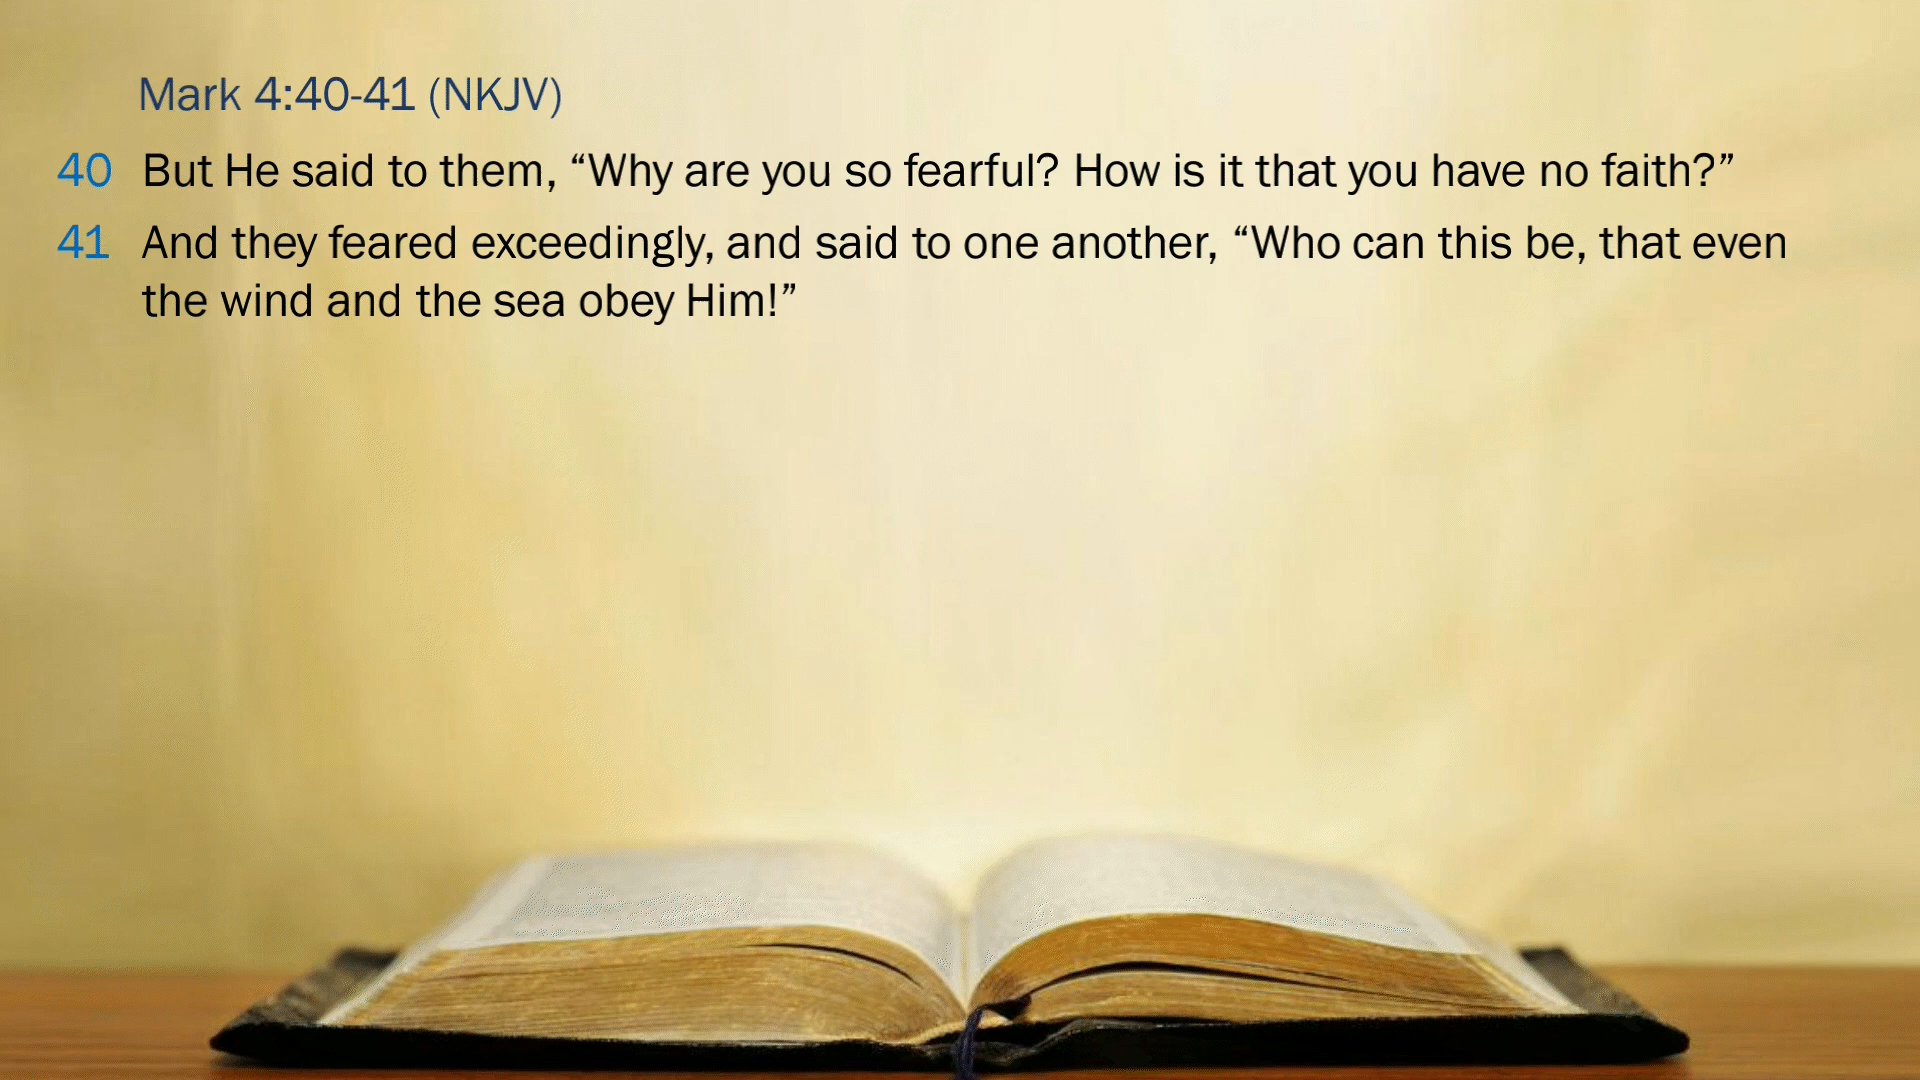 Mark 4:40-41 (NKJV)
40 But He said to them, “Why are you so fearful? How is it that you have no faith?”
41 And they feared exceedingly, and said to one another, “Who can this be, that even
the wind and the sea obey Him!”